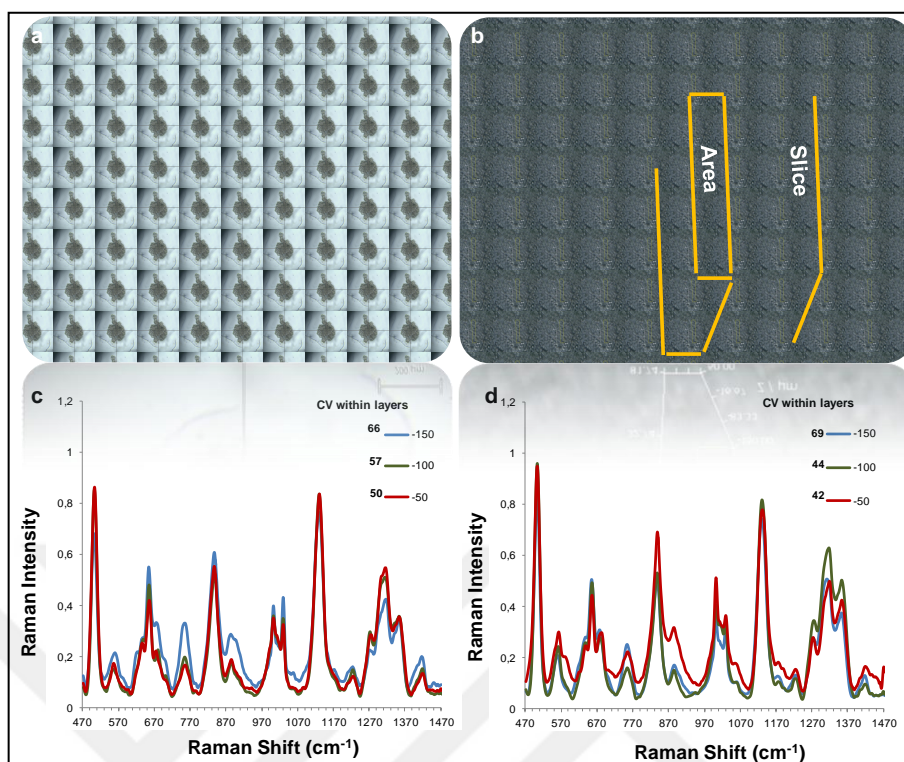 a
b
Area
Slice
c
CV within layers
66 -150
57 -100
50 -50
Raman Intensity
1,2
1
0,8
0,6
0,4
0,2
0
470 570 670 770 870 970 1070 1170 1270 1370 1470
Raman Shift (cm⁻¹)
200 µm
d
CV within layers
69 -150
44 -100
42 -50
Raman Intensity
1,2
1
0,8
0,6
0,4
0,2
0
470 570 670 770 870 970 1070 1170 1270 1370 1470
Raman Shift (cm⁻¹)